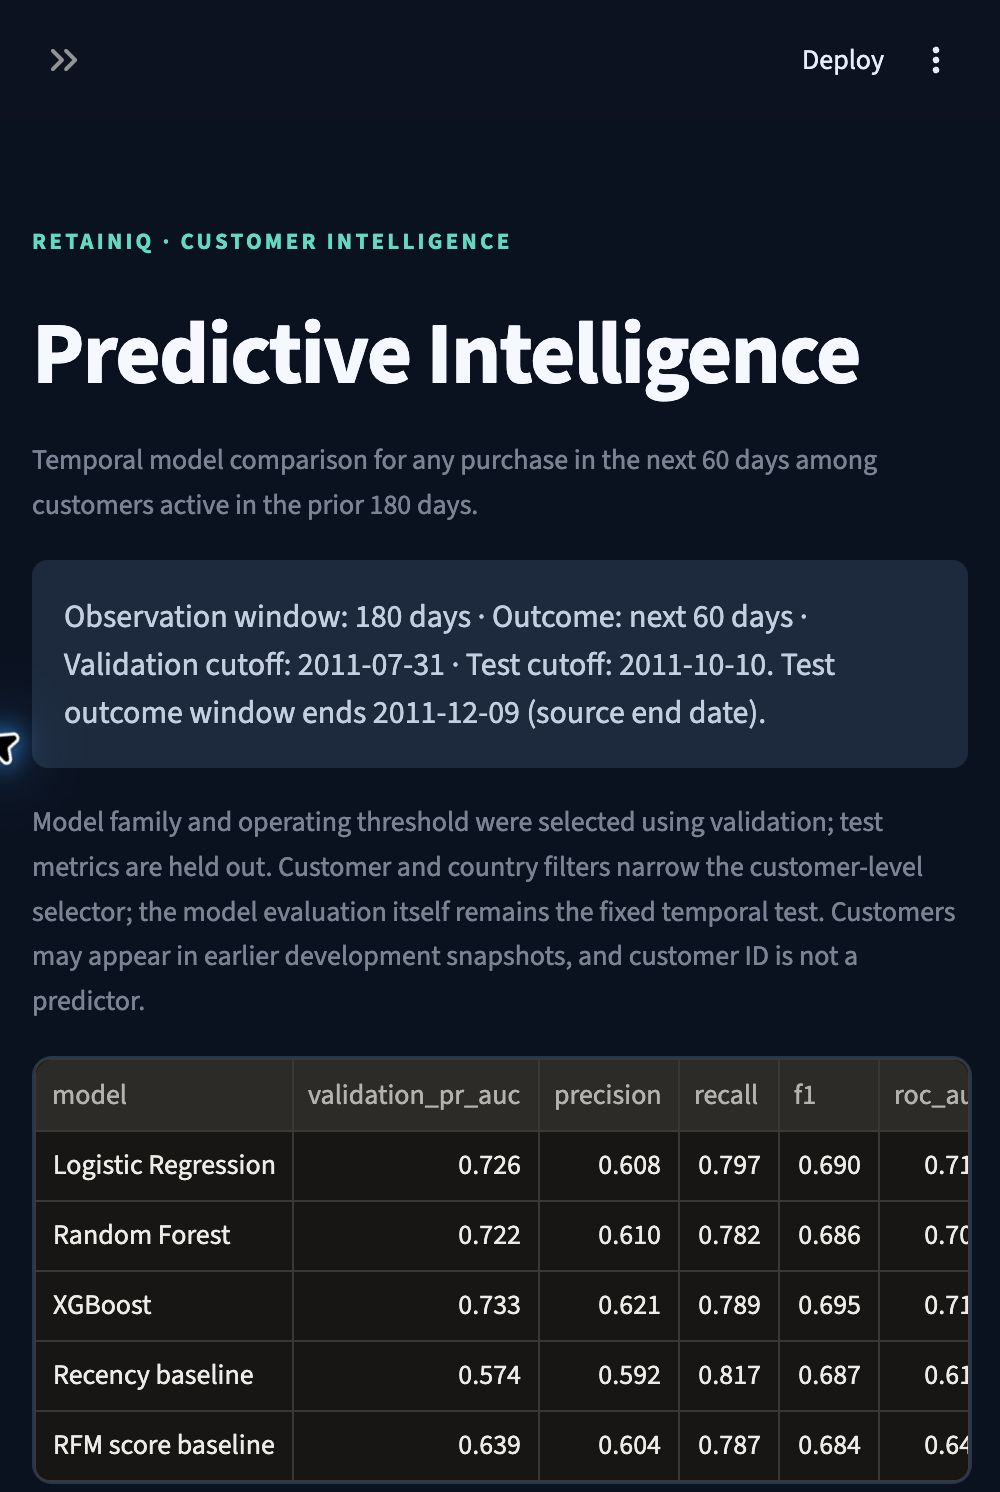 Deploy
RETAINIQ · CUSTOMER INTELLIGENCE
Predictive Intelligence
Temporal model comparison for any purchase in the next 60 days among
customers active in the prior 180 days.
Observation window: 180 days · Outcome: next 60 days ·
Validation cutoff: 2011-07-31 · Test cutoff: 2011-10-10. Test
outcome window ends 2011-12-09 (source end date).
Model family and operating threshold were selected using validation; test
metrics are held out. Customer and country filters narrow the customer-level
selector; the model evaluation itself remains the fixed temporal test. Customers
may appear in earlier development snapshots, and customer ID is not a
predictor.
model validation_pr_auc precision recall f1
Logistic Regression 0.726 0.608 0.797 0.690
Random Forest 0.722 0.610 0.782 0.686
XGBoost 0.733 0.621 0.789 0.695
Recency baseline 0.574 0.592 0.817 0.687
RFM score baseline 0.639 0.604 0.787 0.684